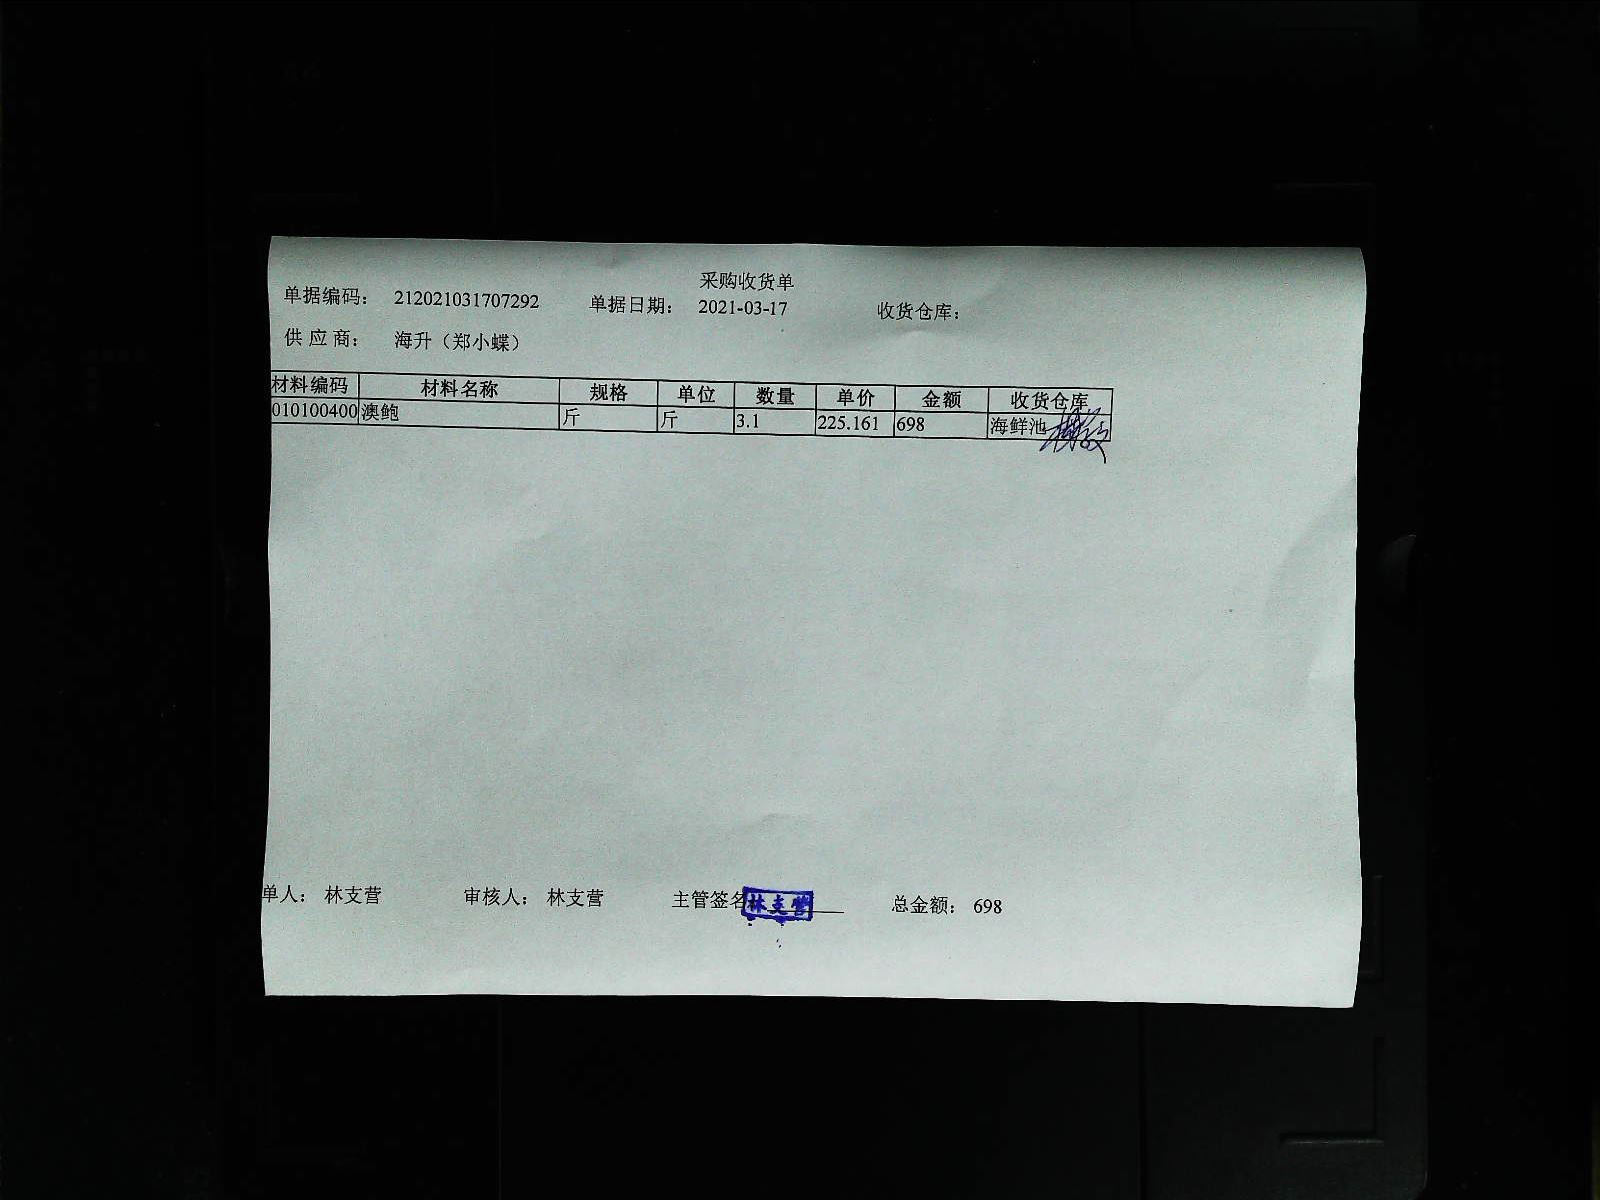 采购收货单
单据编码： 212021031707292 单据日期： 2021-03-17 收货仓库：
供 应 商： 海升（郑小蝶）
材料编码 材料名称 规格 单位 数量 单价 金额 收货仓库
010100400 澳鲍 斤 斤 3.1 225.161 698 海鲜池
单人： 林支营 审核人： 林支营 主管签名 林支营 总金额： 698